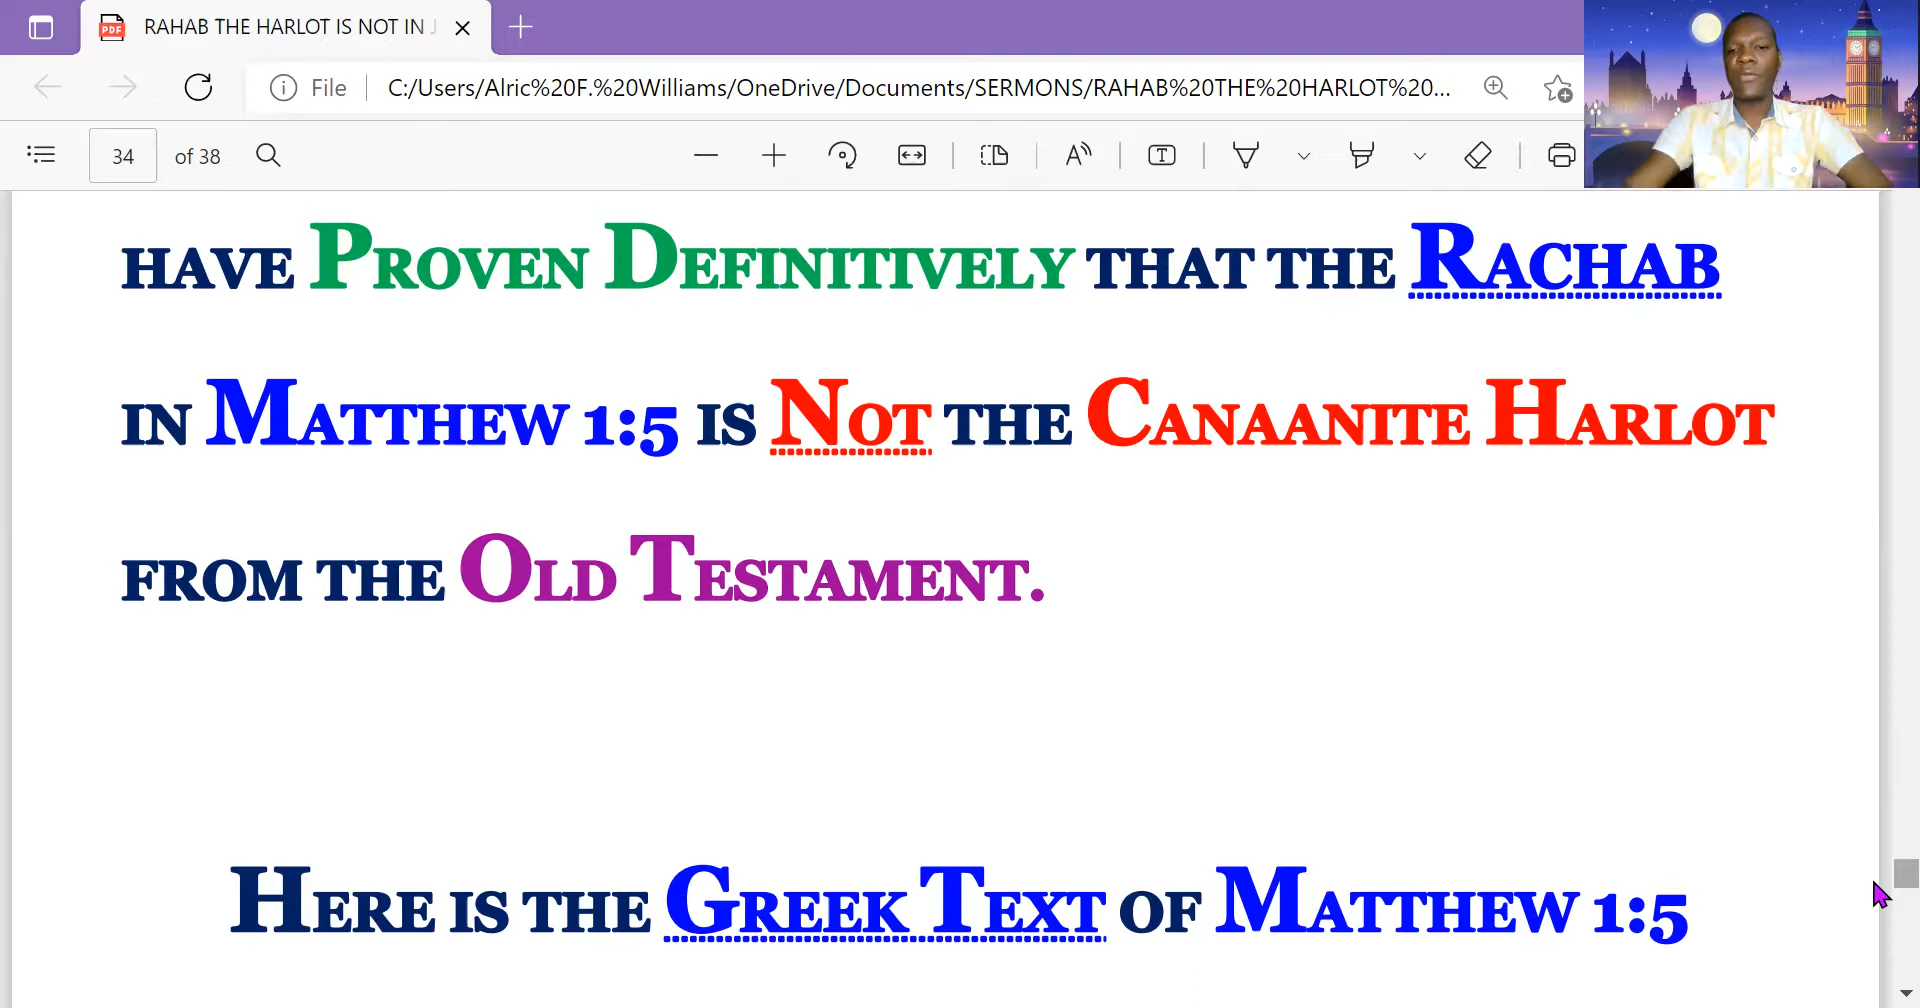 RAHAB THE HARLOT IS NOT IN J
File
C:/Users/Alric%20F.%20Williams/OneDrive/Documents/SERMONS/RAHAB%20THE%20HARLOT%20...
34 of 38
HAVE PROVEN DEFINITIVELY THAT THE RACHAB
IN MATTHEW 1:5 IS NOT THE CANAANITE HARLOT
FROM THE OLD TESTAMENT.
HERE IS THE GREEK TEXT OF MATTHEW 1:5